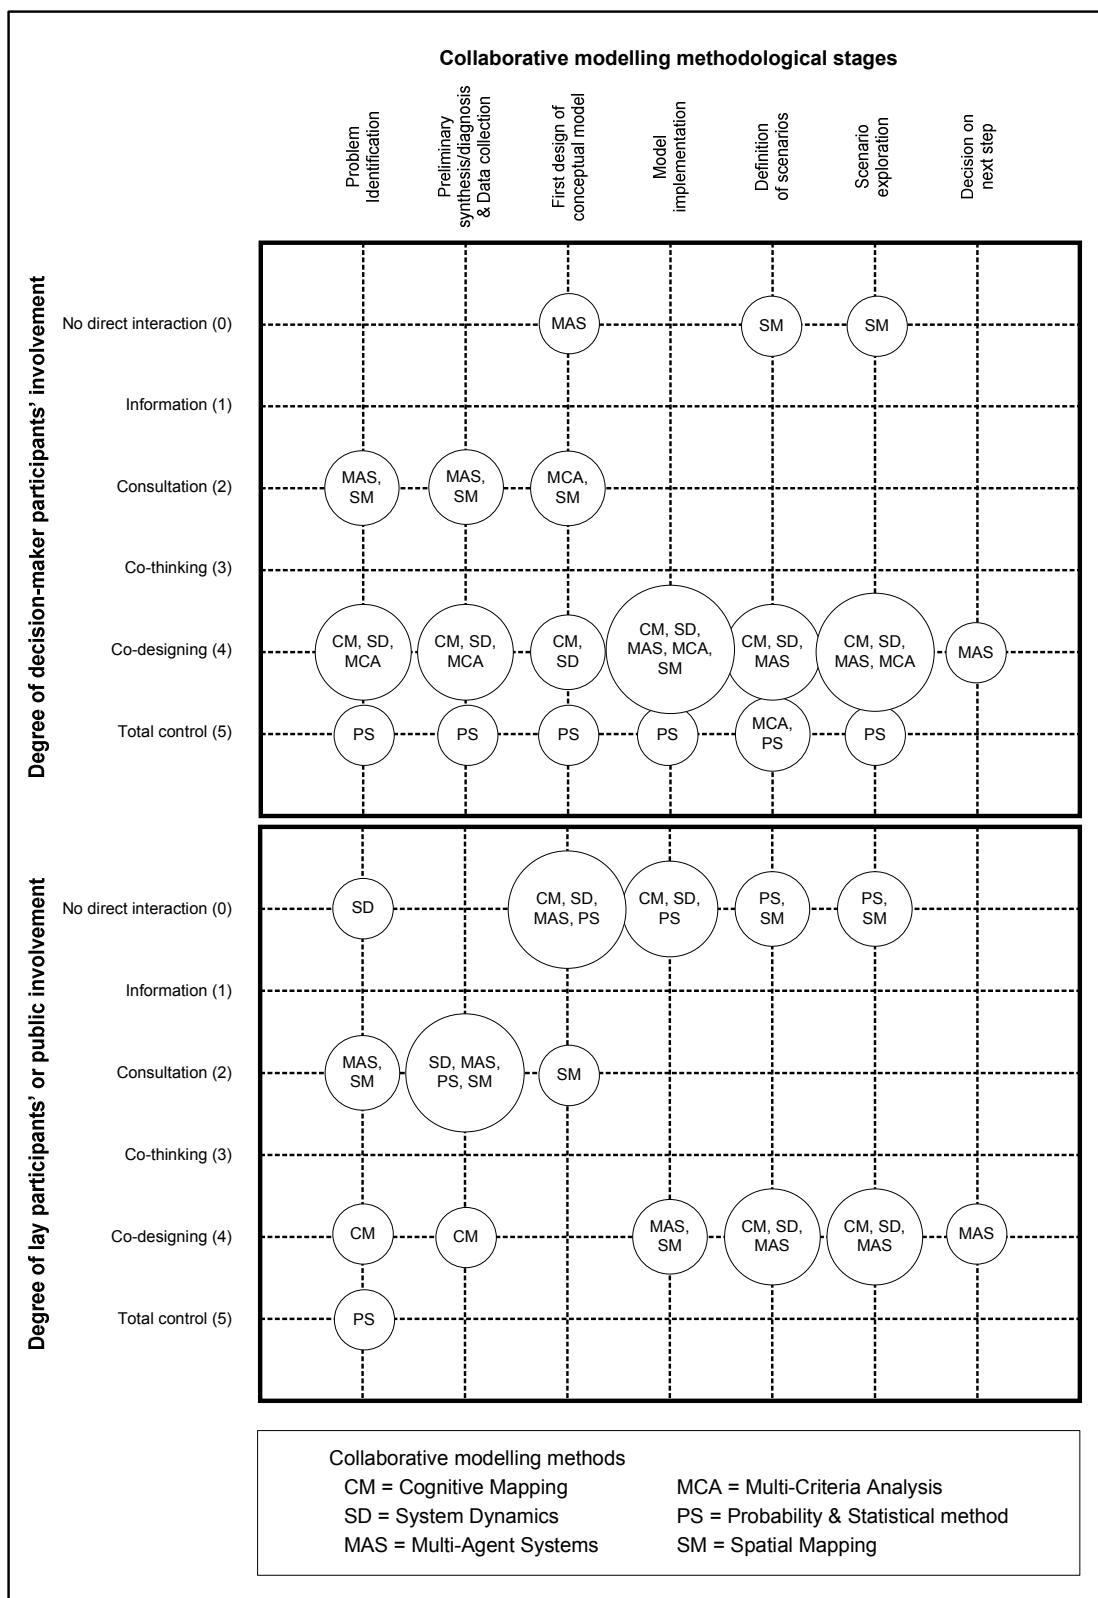 Collaborative modelling methodological stages
Problem
Identification
Preliminary
synthesis/diagnosis
& Data collection
First design of
conceptual model
Model
implementation
Definition
of scenarios
Scenario
exploration
Decision on
next step
Degree of decision-maker participants' involvement
No direct interaction (0)
MAS
SM
SM
Information (1)
Consultation (2)
MAS,
SM
MAS,
SM
MCA,
SM
Co-thinking (3)
Co-designing (4)
CM, SD,
MCA
CM, SD,
MCA
CM,
SD
CM, SD,
MAS, MCA,
SM
CM, SD,
MAS
CM, SD,
MAS, MCA
MAS
Total control (5)
PS
PS
PS
PS
MCA,
PS
PS
Degree of lay participants' or public involvement
No direct interaction (0)
SD
CM, SD,
MAS, PS
CM, SD,
PS
PS,
SM
PS,
SM
Information (1)
Consultation (2)
MAS,
SM
SD, MAS,
PS, SM
SM
Co-thinking (3)
Co-designing (4)
CM
CM
MAS,
SM
CM, SD,
MAS
CM, SD,
MAS
MAS
Total control (5)
PS
Collaborative modelling methods
CM = Cognitive Mapping
SD = System Dynamics
MAS = Multi-Agent Systems
MCA = Multi-Criteria Analysis
PS = Probability & Statistical method
SM = Spatial Mapping